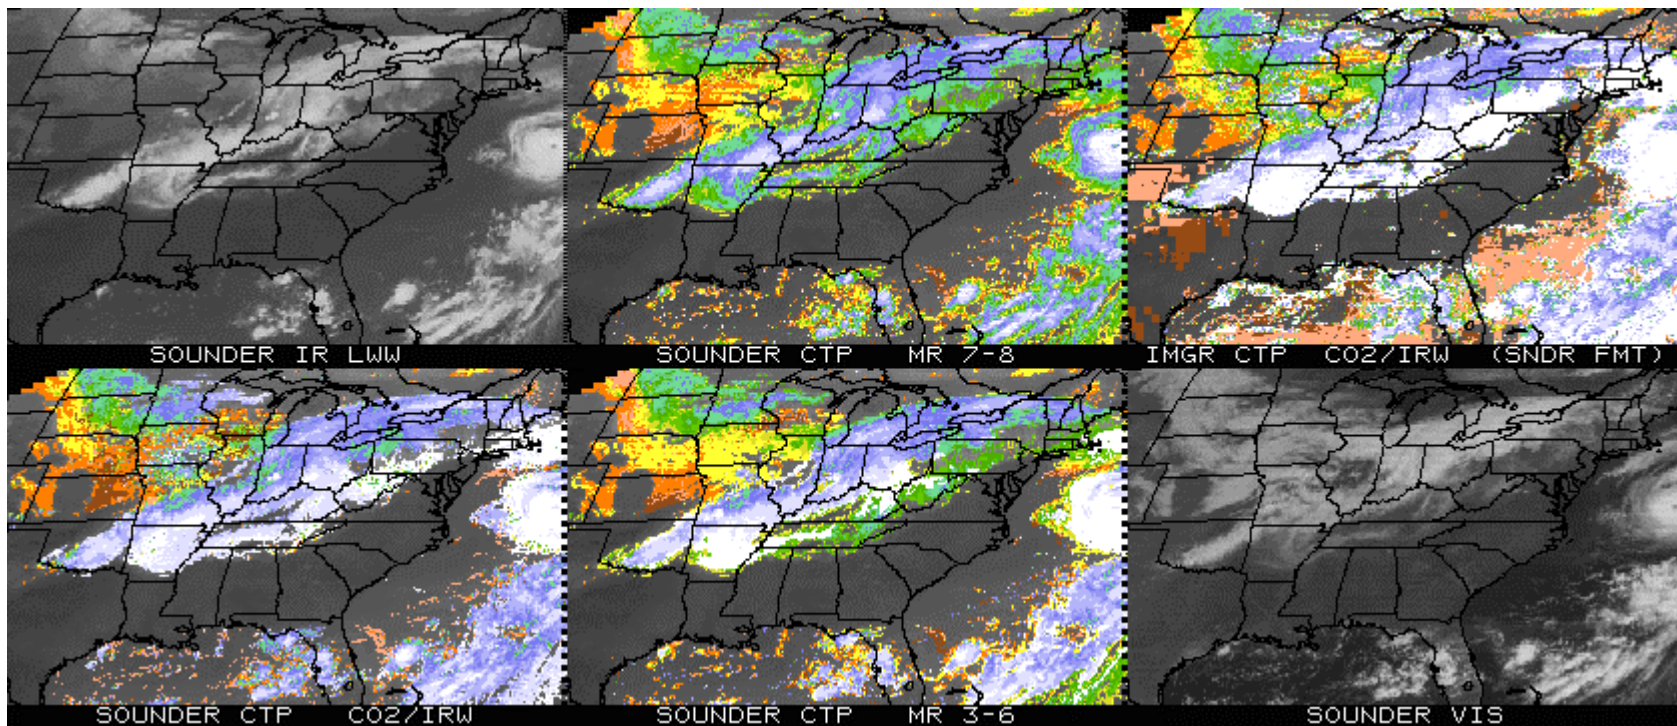 SOUNDER IR LWW
SOUNDER CTP MR 7-8
IMGR CTP CO2/IRW (SNDR FMT)
SOUNDER CTP CO2/IRW
SOUNDER CTP MR 3-6
SOUNDER VIS